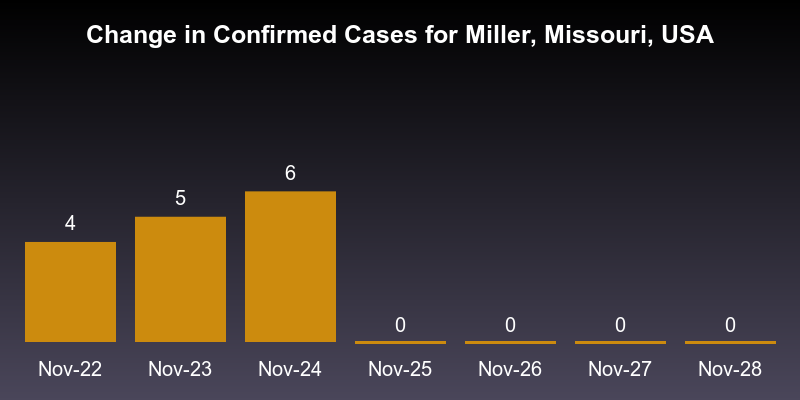 Change in Confirmed Cases for Miller, Missouri, USA
6
5
4
0 0 0 0
Nov-22 Nov-23 Nov-24 Nov-25 Nov-26 Nov-27 Nov-28